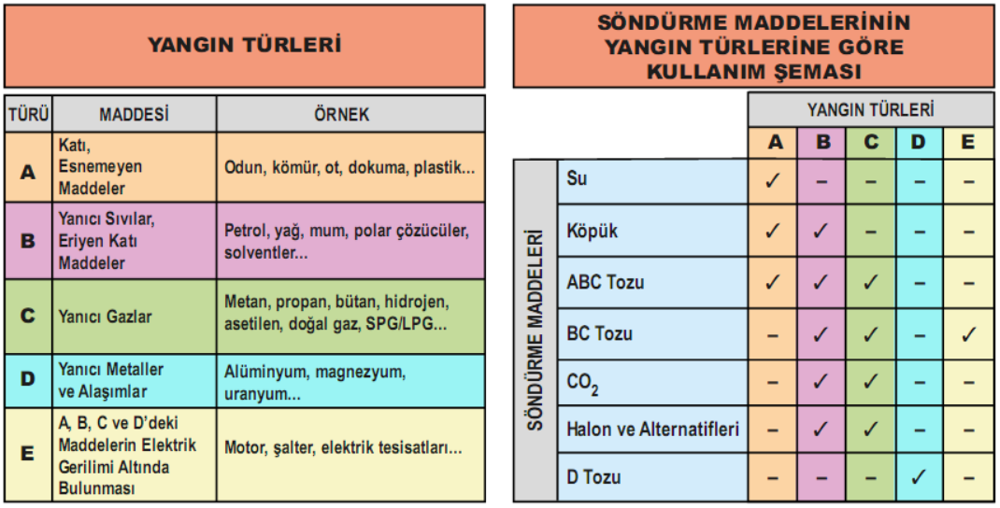 YANGIN TÜRLERİ
TÜRÜ MADDESİ ÖRNEK
A
Katı,
Esnemeyen
Maddeler
Odun, kömür, ot, dokuma, plastik...
B
Yanıcı Sıvılar,
Eriyen Katı
Maddeler
Petrol, yağ, mum, polar çözücüler,
solventler...
C
Yanıcı Gazlar
Metan, propan, bütan, hidrojen,
asetilen, doğal gaz, SPG/LPG...
D
Yanıcı Metaller
ve Alaşımlar
Alüminyum, magnezyum,
uranyum...
E
A, B, C ve D’deki
Maddelerin Elektrik
Gerilimi Altında
Bulunması
Motor, şalter, elektrik tesisatları...
SÖNDÜRME MADDELERİNİN
YANGIN TÜRLERİNE GÖRE
KULLANIM ŞEMASI
YANGIN TÜRLERİ
A B C D E
SÖNDÜRME MADDELERİ
Su ✓ – – – –
Köpük ✓ ✓ – – –
ABC Tozu ✓ ✓ ✓ – –
BC Tozu – ✓ ✓ – ✓
CO₂ – ✓ ✓ – –
Halon ve Alternatifleri – ✓ ✓ – –
D Tozu – – – ✓ –